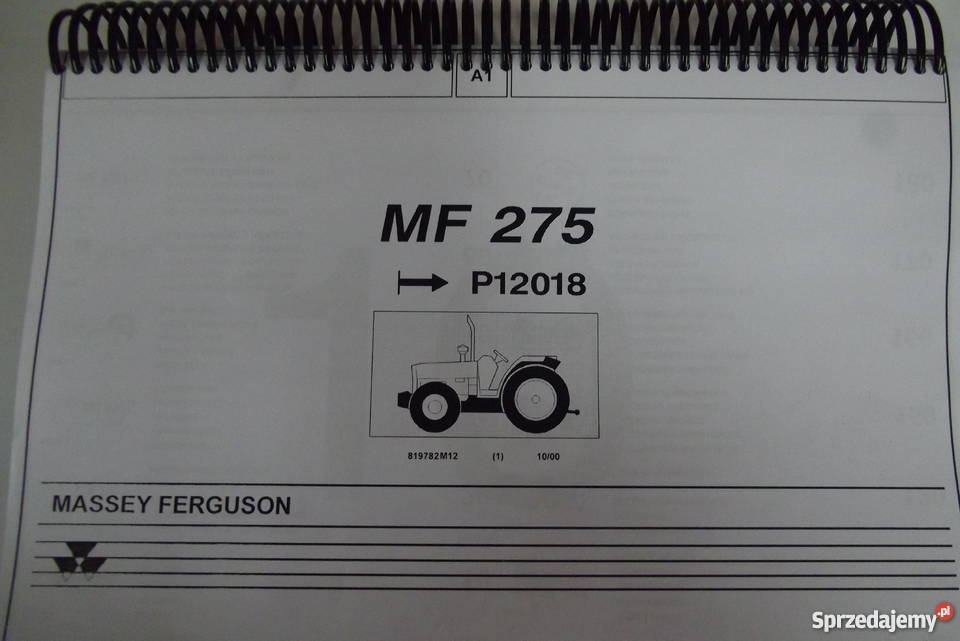 A1
MF 275
P12018
819782M12 (1) 10/00
MASSEY FERGUSON
Sprzedajemy.pl